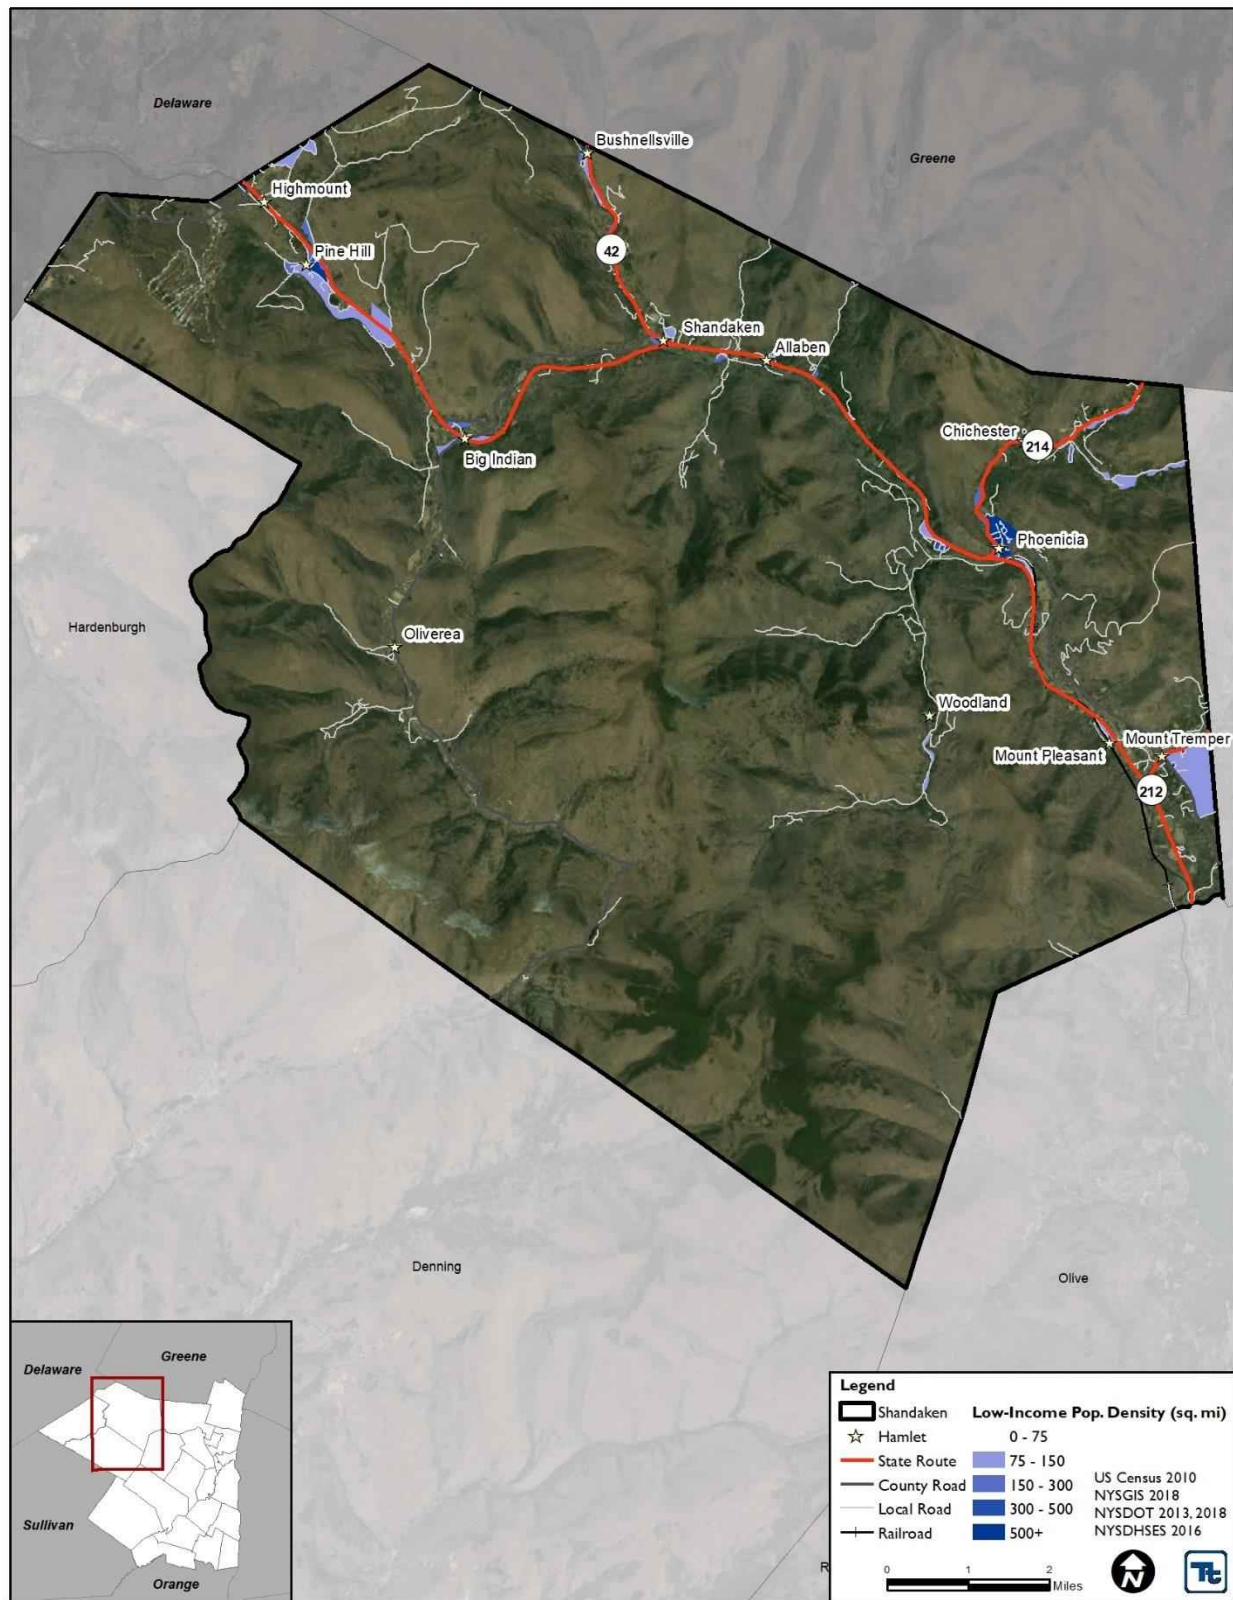 Delaware
Bushnellsville
Greene
Highmount
Pine Hill
42
Shandaken
Allaben
Chichester
214
Big Indian
Phoenicia
Hardenburgh
Oliverea
Woodland
Mount Tremper
Mount Pleasant
212
Denning
Olive
Delaware
Greene
Sullivan
Orange
R
Legend
Shandaken
Hamlet
State Route
County Road
Local Road
Railroad
Low-Income Pop. Density (sq. mi)
0 - 75
75 - 150
150 - 300
300 - 500
500+
US Census 2010
NYSGIS 2018
NYSDOT 2013, 2018
NYSDHSES 2016
0 1 2
Miles
N
Tt